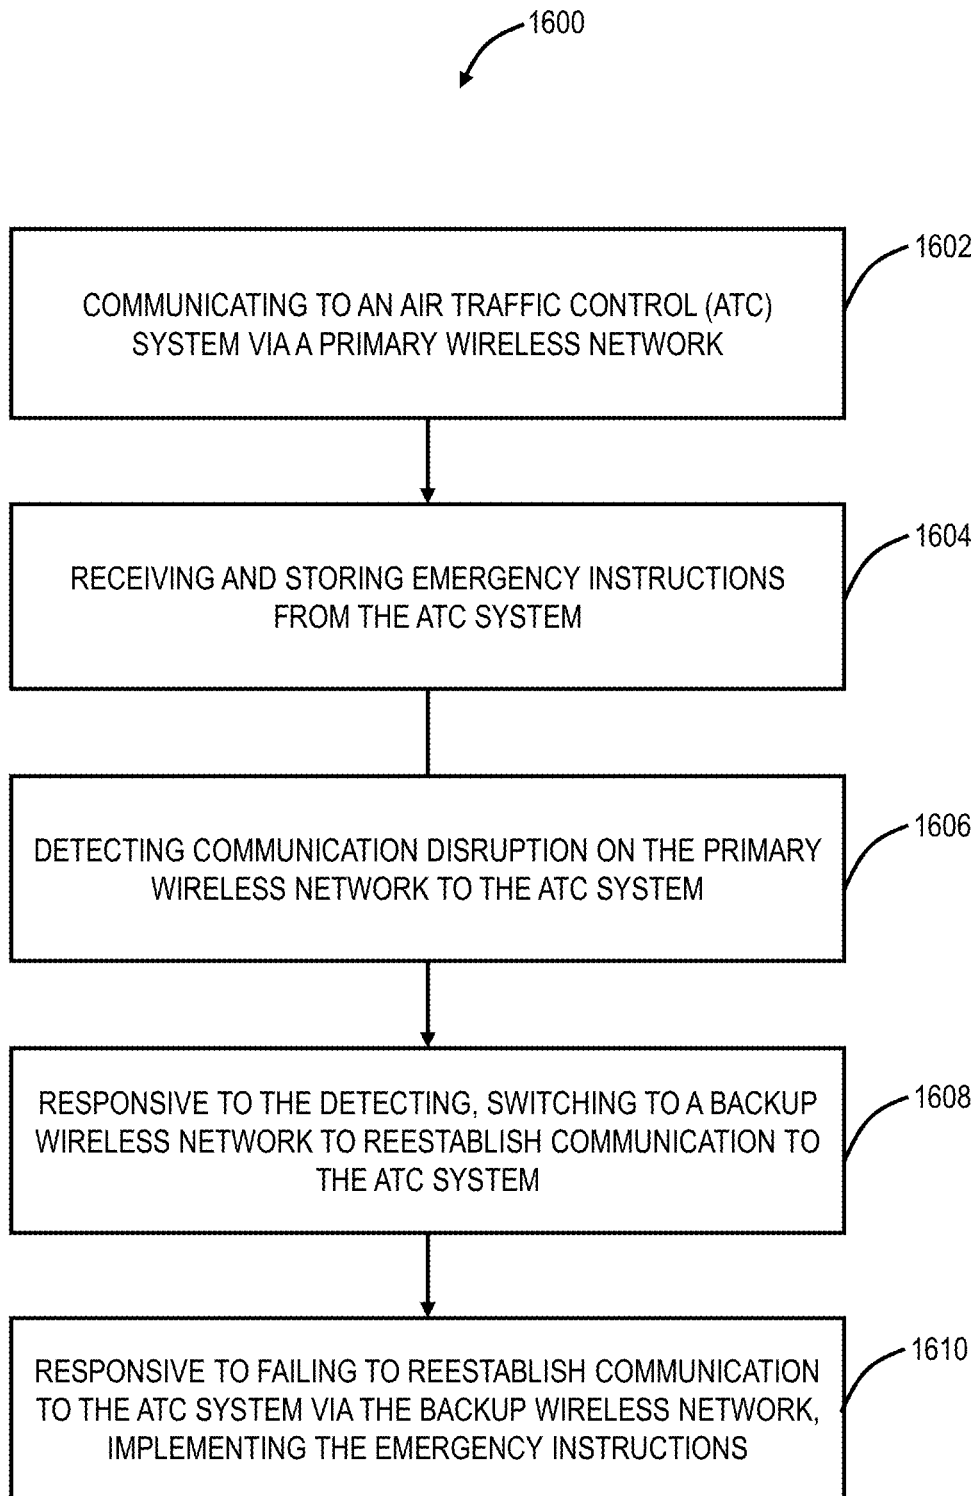 1600
1602
COMMUNICATING TO AN AIR TRAFFIC CONTROL (ATC)
SYSTEM VIA A PRIMARY WIRELESS NETWORK
1604
RECEIVING AND STORING EMERGENCY INSTRUCTIONS
FROM THE ATC SYSTEM
1606
DETECTING COMMUNICATION DISRUPTION ON THE PRIMARY
WIRELESS NETWORK TO THE ATC SYSTEM
1608
RESPONSIVE TO THE DETECTING, SWITCHING TO A BACKUP
WIRELESS NETWORK TO REESTABLISH COMMUNICATION TO
THE ATC SYSTEM
1610
RESPONSIVE TO FAILING TO REESTABLISH COMMUNICATION
TO THE ATC SYSTEM VIA THE BACKUP WIRELESS NETWORK,
IMPLEMENTING THE EMERGENCY INSTRUCTIONS